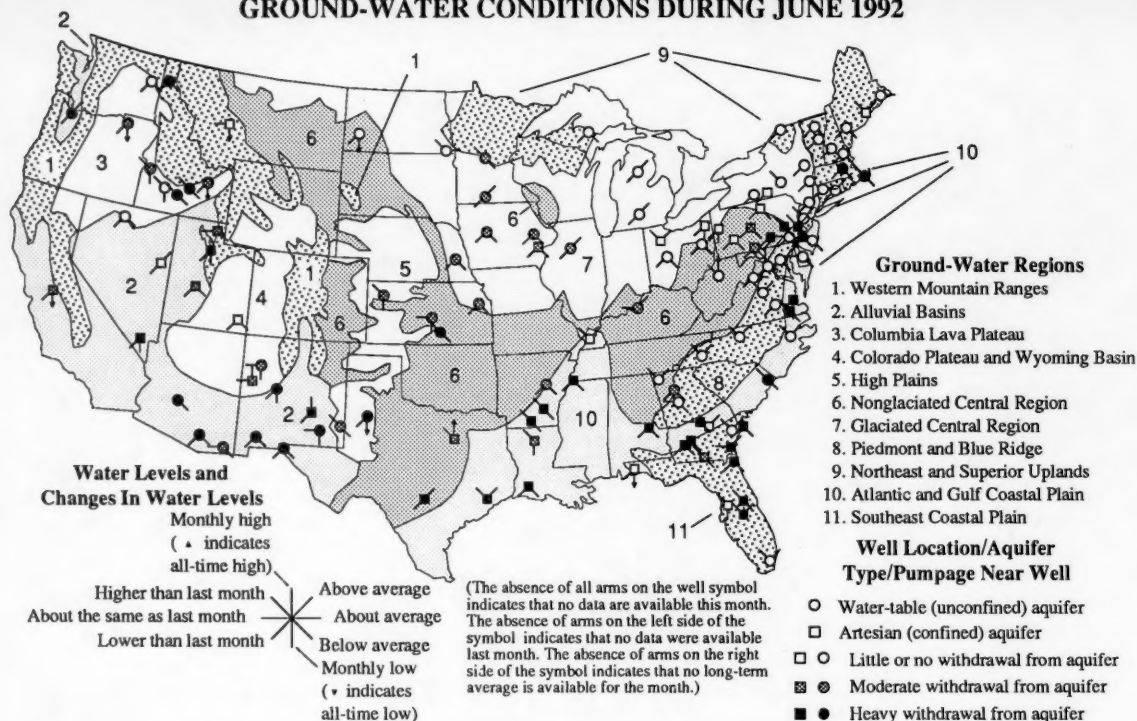 GROUND-WATER CONDITIONS DURING JUNE 1992
2
1
9
6
1
3
10
6
2
4
1
5
7
6
6
6
8
2
10
11
Ground-Water Regions
1. Western Mountain Ranges
2. Alluvial Basins
3. Columbia Lava Plateau
4. Colorado Plateau and Wyoming Basin
5. High Plains
6. Nonglaciated Central Region
7. Glaciated Central Region
8. Piedmont and Blue Ridge
9. Northeast and Superior Uplands
10. Atlantic and Gulf Coastal Plain
11. Southeast Coastal Plain
Well Location/Aquifer
Type/Pumpage Near Well
Water-table (unconfined) aquifer
Artesian (confined) aquifer
Little or no withdrawal from aquifer
Moderate withdrawal from aquifer
Heavy withdrawal from aquifer
Water Levels and
Changes In Water Levels
Monthly high
( ▴ indicates
all-time high)
Higher than last month
About the same as last month
Lower than last month
Above average
About average
Below average
Monthly low
( ▾ indicates
all-time low)
(The absence of all arms on the well symbol
indicates that no data are available this month.
The absence of arms on the left side of the
symbol indicates that no data were available
last month. The absence of arms on the right
side of the symbol indicates that no long-term
average is available for the month.)